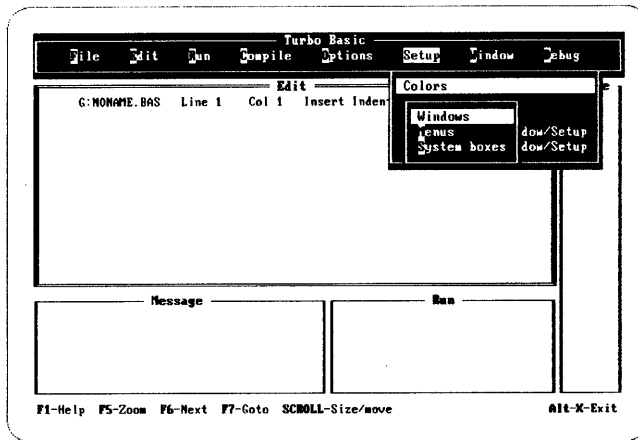 Turbo Basic
File Edit Run Compile Options Setup Window Debug
Edit
Colors
e
G:NONAME.BAS Line 1 Col 1 Insert Inden
Windows
Menus
dow/Setup
System boxes
dow/Setup
Message
Run
F1-Help F5-Zoom F6-Next F7-Goto SCROLL-Size/move Alt-X-Exit